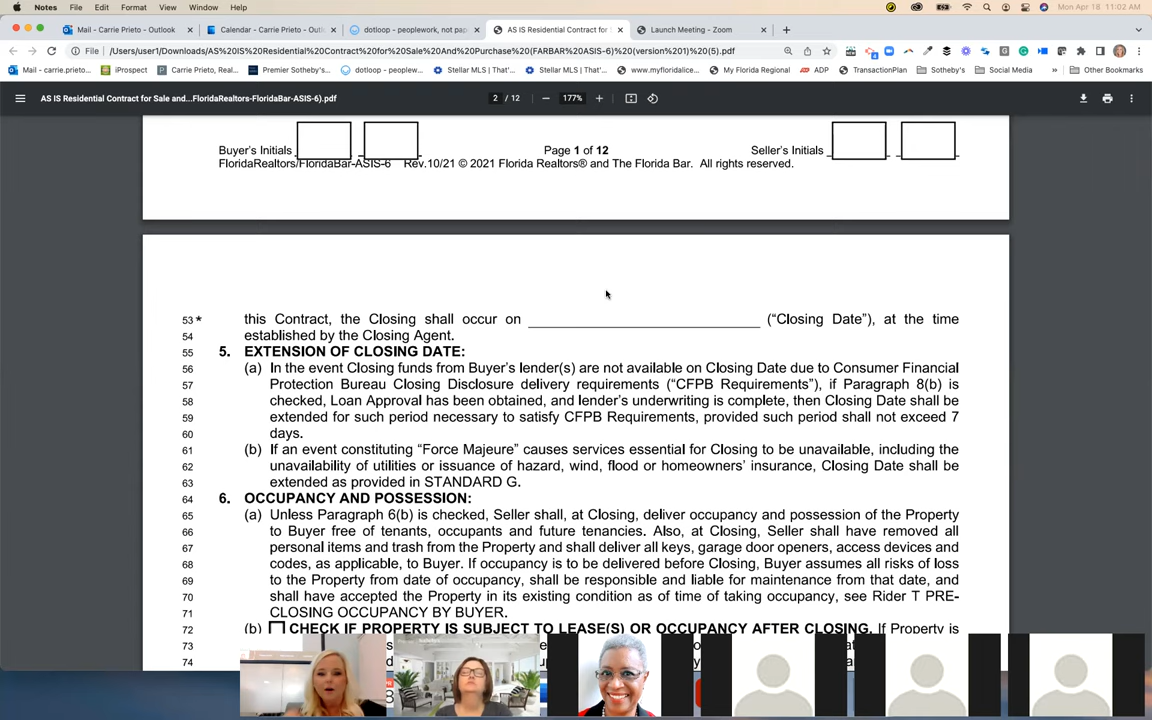 Notes File Edit Format View Window Help Mon Apr 18 11:02 AM
Mail - Carrie Prieto - Outlook Calendar - Carrie Prieto - Out dotloop - peoplework, not pap AS IS Residential Contract for Launch Meeting - Zoom
File /Users/user1/Downloads/AS%20IS%20Residential%20Contract%20for%20Sale%20And%20Purchase%20(FARBAR%20ASIS-6)%20(version%201)%20(5).pdf
Mail - carrie.prieto... iProspect Carrie Prieto, Real... Premier Sotheby's... dotloop - peoplew... Stellar MLS | That'... Stellar MLS | That'... www.myfloridalice... My Florida Regional ADP TransactionPlan Sotheby's Social Media » Other Bookmarks
AS IS Residential Contract for Sale and...FloridaRealtors-FloridaBar-ASIS-6).pdf 2 / 12 177%
Buyer's Initials Page 1 of 12 Seller's Initials
FloridaRealtors/FloridaBar-ASIS-6 Rev.10/21 © 2021 Florida Realtors® and The Florida Bar. All rights reserved.
53* this Contract, the Closing shall occur on ("Closing Date"), at the time
54 established by the Closing Agent.
55 5. EXTENSION OF CLOSING DATE:
56 (a) In the event Closing funds from Buyer's lender(s) are not available on Closing Date due to Consumer Financial
57 Protection Bureau Closing Disclosure delivery requirements ("CFPB Requirements"), if Paragraph 8(b) is
58 checked, Loan Approval has been obtained, and lender's underwriting is complete, then Closing Date shall be
59 extended for such period necessary to satisfy CFPB Requirements, provided such period shall not exceed 7
60 days.
61 (b) If an event constituting "Force Majeure" causes services essential for Closing to be unavailable, including the
62 unavailability of utilities or issuance of hazard, wind, flood or homeowners' insurance, Closing Date shall be
63 extended as provided in STANDARD G.
64 6. OCCUPANCY AND POSSESSION:
65 (a) Unless Paragraph 6(b) is checked, Seller shall, at Closing, deliver occupancy and possession of the Property
66 to Buyer free of tenants, occupants and future tenancies. Also, at Closing, Seller shall have removed all
67 personal items and trash from the Property and shall deliver all keys, garage door openers, access devices and
68 codes, as applicable, to Buyer. If occupancy is to be delivered before Closing, Buyer assumes all risks of loss
69 to the Property from date of occupancy, shall be responsible and liable for maintenance from that date, and
70 shall have accepted the Property in its existing condition as of time of taking occupancy, see Rider T PRE-
71 CLOSING OCCUPANCY BY BUYER.
72 (b) CHECK IF PROPERTY IS SUBJECT TO LEASE(S) OR OCCUPANCY AFTER CLOSING. If Property is
73
74